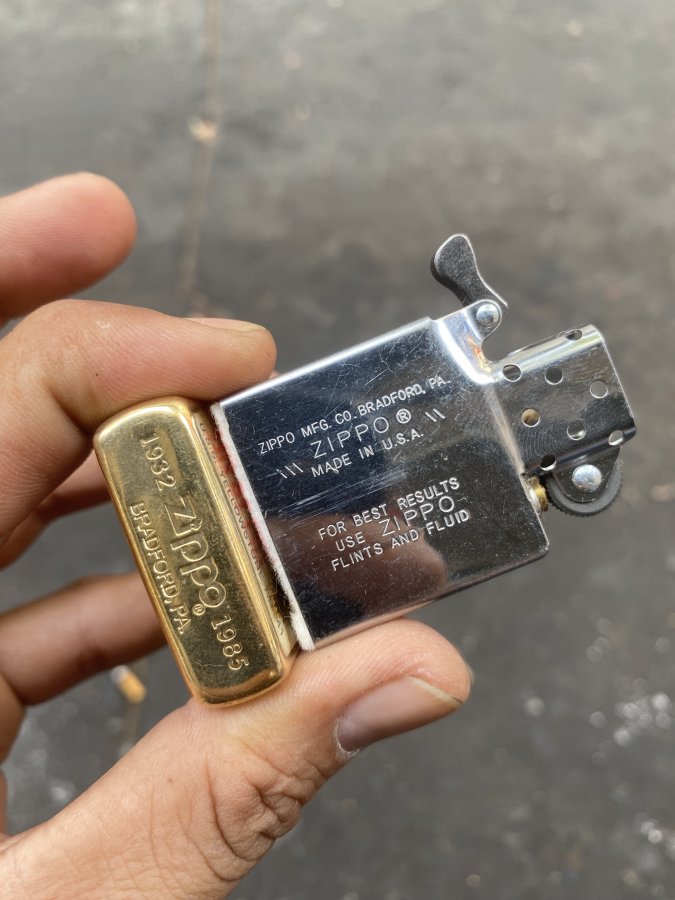 1932 Zippo® 1985
BRADFORD, PA.
ZIPPO MFG. CO. BRADFORD, PA.
ZIPPO ®
\\\ MADE IN U.S.A. \\
FOR BEST RESULTS
USE ZIPPO
FLINTS AND FLUID